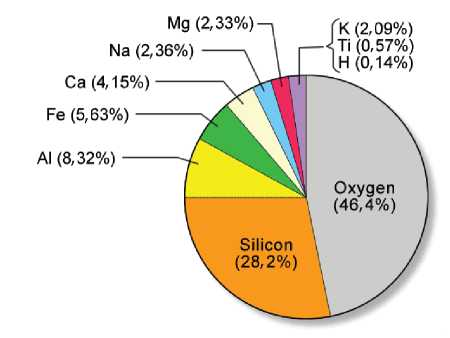 Mg (2,33%)
Na (2,36%)
Ca (4,15%)
Fe (5,63%)
Al (8,32%)
K (2,09%)
Ti (0,57%)
H (0,14%)
Oxygen
(46,4%)
Silicon
(28,2%)